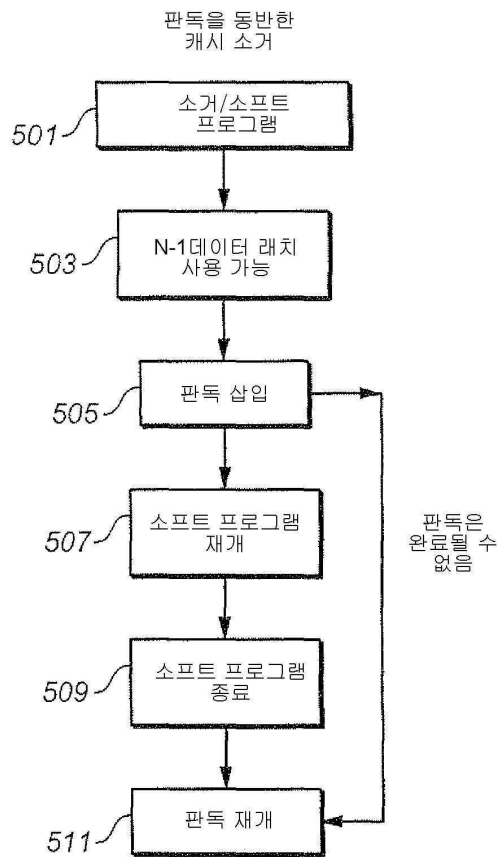 판독을 동반한
캐시 소거
501
소거/소프트
프로그램
503
N-1데이터 래치
사용 가능
505
판독 삽입
507
소프트 프로그램
재개
판독은
완료될 수
없음
509
소프트 프로그램
종료
511
판독 재개